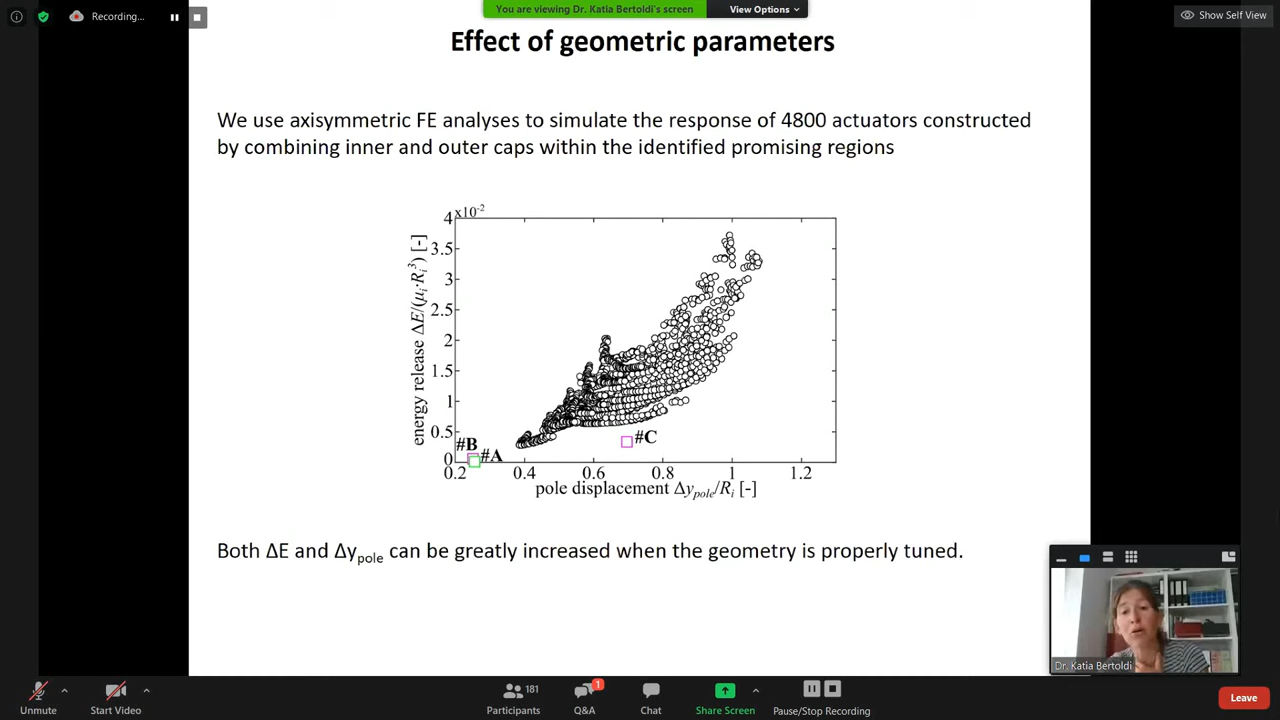 You are viewing Dr. Katia Bertoldi's screen
View Options
Recording...
Show Self View
Effect of geometric parameters
We use axisymmetric FE analyses to simulate the response of 4800 actuators constructed
by combining inner and outer caps within the identified promising regions
x10⁻²
4
3.5
3
2.5
2
1.5
1
0.5
0
energy release ΔE/(μᵢ·Rᵢ³) [-]
#B
#A
#C
0.2 0.4 0.6 0.8 1 1.2
pole displacement Δy_pole/Rᵢ [-]
Both ΔE and Δy_pole can be greatly increased when the geometry is properly tuned.
Dr. Katia Bertoldi
Unmute
Start Video
181
Participants
1
Q&A
Chat
Share Screen
Pause/Stop Recording
Leave